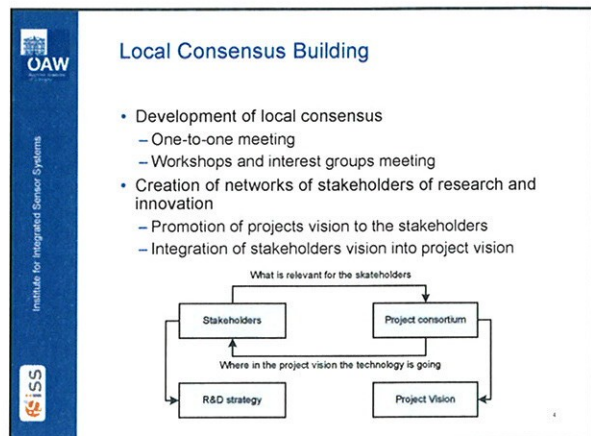 OAW
Local Consensus Building
• Development of local consensus
– One-to-one meeting
– Workshops and interest groups meeting
• Creation of networks of stakeholders of research and
innovation
– Promotion of projects vision to the stakeholders
– Integration of stakeholders vision into project vision
What is relevant for the skateholders
Stakeholders
Project consortium
Where in the project vision the technology is going
R&D strategy
Project Vision
Institute for Integrated Sensor Systems
iSS